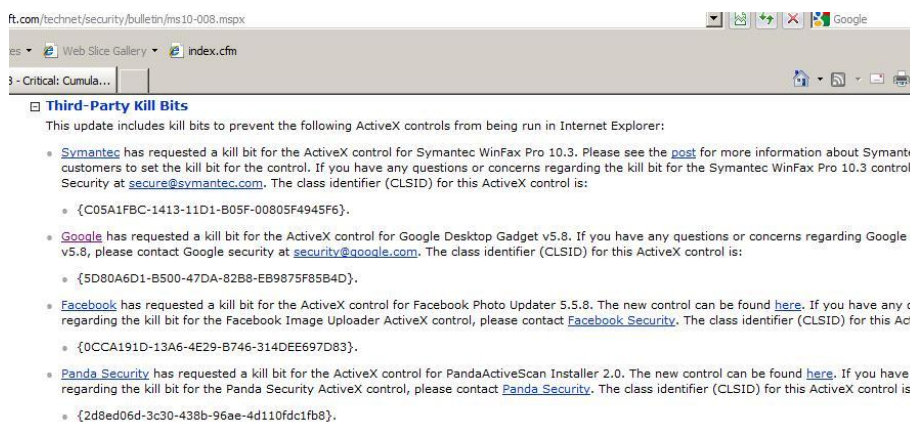 ft.com/technet/security/bulletin/ms10-008.mspx
Google
es
Web Slice Gallery
index.cfm
3 - Critical: Cumula...
Third-Party Kill Bits
This update includes kill bits to prevent the following ActiveX controls from being run in Internet Explorer:
Symantec has requested a kill bit for the ActiveX control for Symantec WinFax Pro 10.3. Please see the post for more information about Symante
customers to set the kill bit for the control. If you have any questions or concerns regarding the kill bit for the Symantec WinFax Pro 10.3 control
Security at secure@symantec.com. The class identifier (CLSID) for this ActiveX control is:
{C05A1FBC-1413-11D1-B05F-00805F4945F6}.
Google has requested a kill bit for the ActiveX control for Google Desktop Gadget v5.8. If you have any questions or concerns regarding Google
v5.8, please contact Google security at security@google.com. The class identifier (CLSID) for this ActiveX control is:
{5D80A6D1-B500-47DA-82B8-EB9875F85B4D}.
Facebook has requested a kill bit for the ActiveX control for Facebook Photo Updater 5.5.8. The new control can be found here. If you have any
regarding the kill bit for the Facebook Image Uploader ActiveX control, please contact Facebook Security. The class identifier (CLSID) for this Ac
{0CCA191D-13A6-4E29-B746-314DEE697D83}.
Panda Security has requested a kill bit for the ActiveX control for PandaActiveScan Installer 2.0. The new control can be found here. If you have
regarding the kill bit for the Panda Security ActiveX control, please contact Panda Security. The class identifier (CLSID) for this ActiveX control is
{2d8ed06d-3c30-438b-96ae-4d110fdc1fb8}.